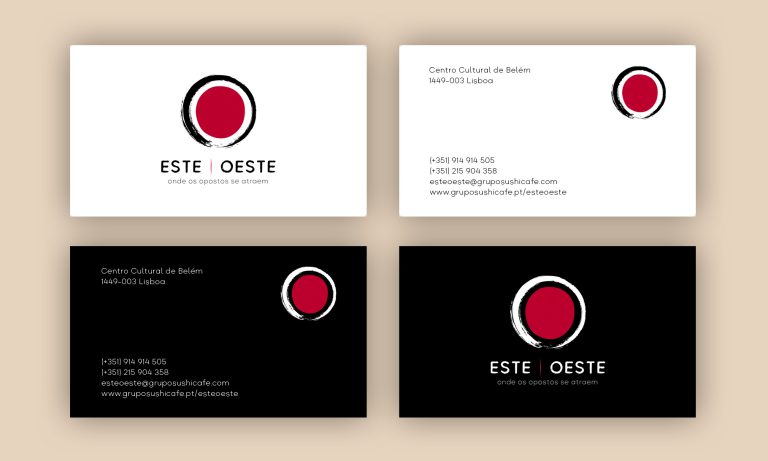 ESTE | OESTE
onde os opostos se atraem
Centro Cultural de Belém
1449-003 Lisboa
(+351) 914 914 505
(+351) 215 904 358
esteoeste@gruposushicafe.com
www.gruposushicafe.pt/esteoeste
Centro Cultural de Belém
1449-003 Lisboa
(+351) 914 914 505
(+351) 215 904 358
esteoeste@gruposushicafe.com
www.gruposushicafe.pt/esteoeste
ESTE | OESTE
onde os opostos se atraem